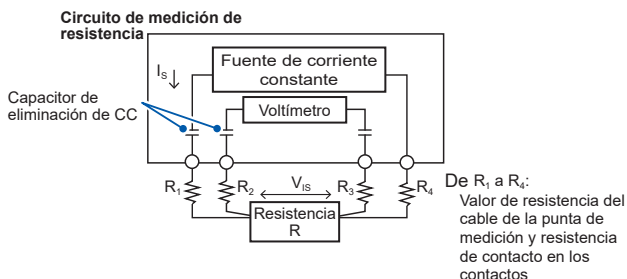 Circuito de medición de
resistencia
Fuente de corriente
constante
Iₛ
Capacitor de
eliminación de CC
Voltímetro
R₁
R₂
V_IS
R₃
R₄
Resistencia
R
De R₁ a R₄:
Valor de resistencia del
cable de la punta de
medición y resistencia
de contacto en los
contactos